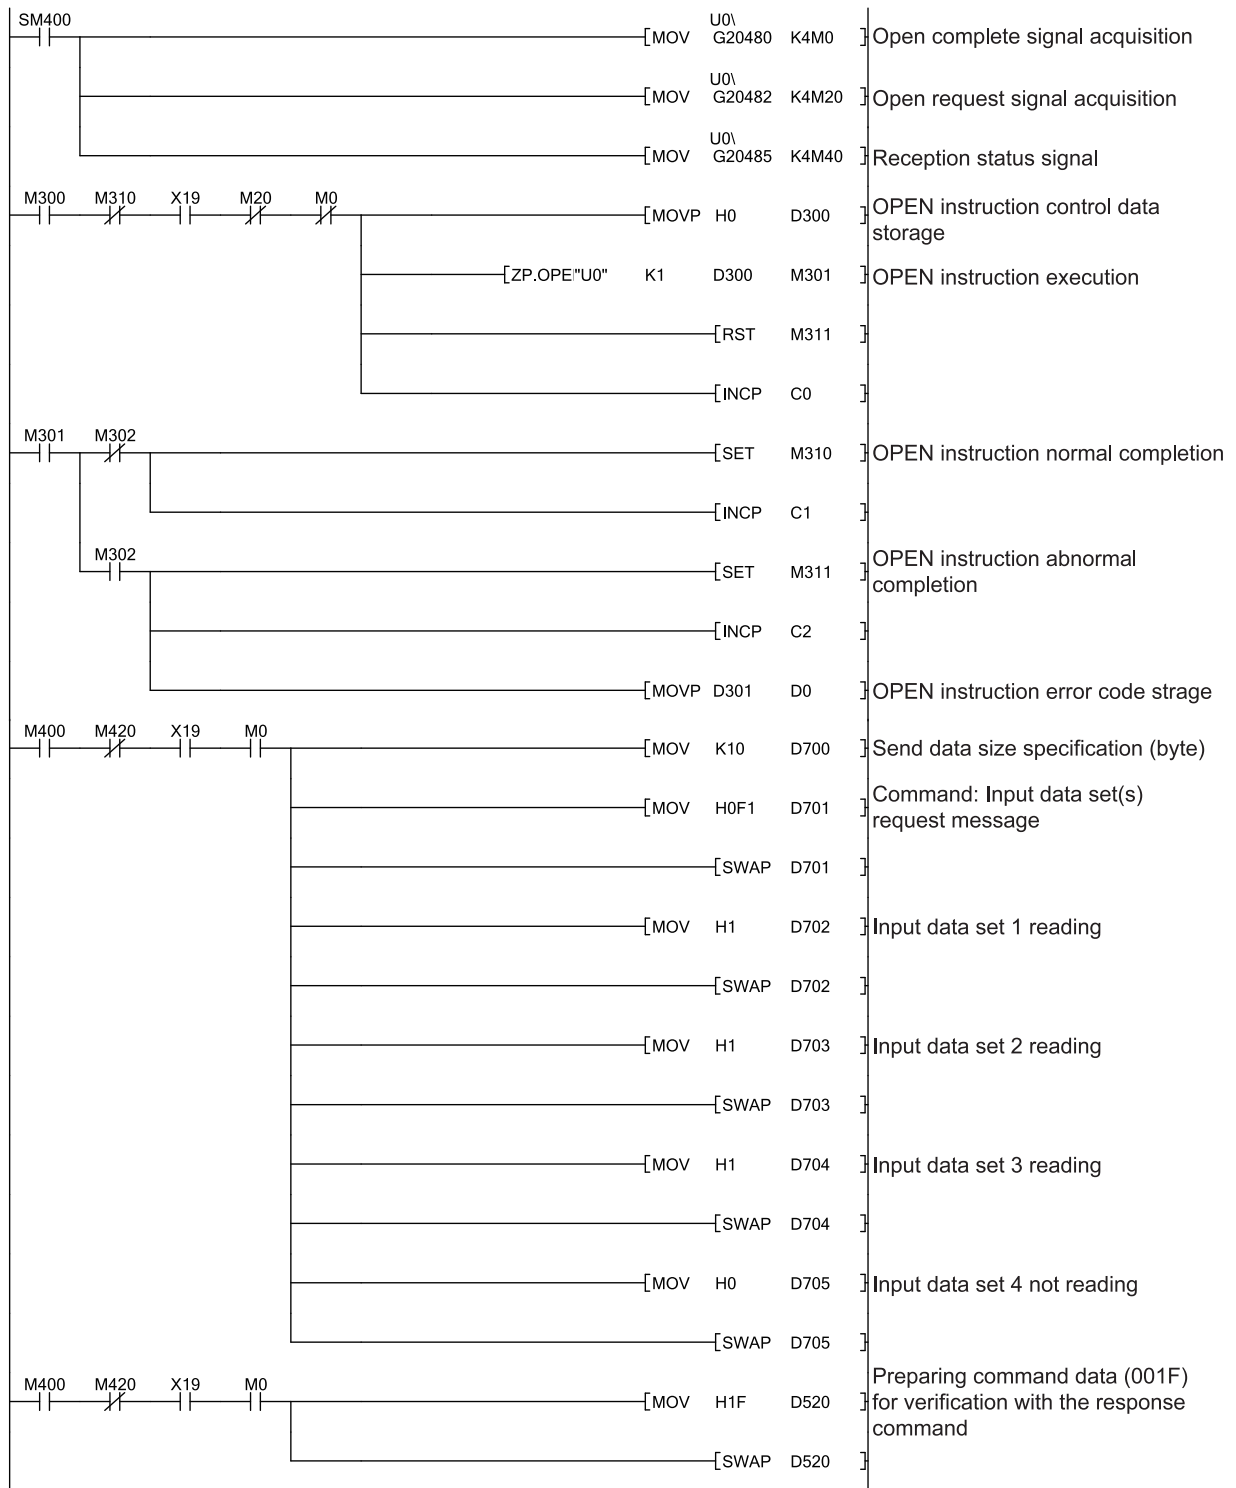 SM400
U0\
[MOV G20480 K4M0 ] Open complete signal acquisition
U0\
[MOV G20482 K4M20 ] Open request signal acquisition
U0\
[MOV G20485 K4M40 ] Reception status signal
M300 M310 X19 M20 M0
[MOVP H0 D300 ] OPEN instruction control data
storage
[ZP.OPE "U0" K1 D300 M301 ] OPEN instruction execution
[RST M311 ]
[INCP C0 ]
M301 M302
[SET M310 ] OPEN instruction normal completion
[INCP C1 ]
M302
[SET M311 ] OPEN instruction abnormal
completion
[INCP C2 ]
[MOVP D301 D0 ] OPEN instruction error code strage
M400 M420 X19 M0
[MOV K10 D700 ] Send data size specification (byte)
[MOV H0F1 D701 ] Command: Input data set(s)
request message
[SWAP D701 ]
[MOV H1 D702 ] Input data set 1 reading
[SWAP D702 ]
[MOV H1 D703 ] Input data set 2 reading
[SWAP D703 ]
[MOV H1 D704 ] Input data set 3 reading
[SWAP D704 ]
[MOV H0 D705 ] Input data set 4 not reading
[SWAP D705 ]
M400 M420 X19 M0
[MOV H1F D520 ] Preparing command data (001F)
for verification with the response
command
[SWAP D520 ]